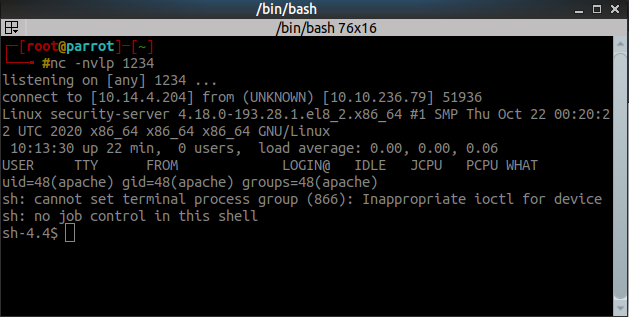 /bin/bash
/bin/bash 76x16
┌─[root@parrot]─[~]
└──╼ #nc -nvlp 1234
listening on [any] 1234 ...
connect to [10.14.4.204] from (UNKNOWN) [10.10.236.79] 51936
Linux security-server 4.18.0-193.28.1.el8_2.x86_64 #1 SMP Thu Oct 22 00:20:2
2 UTC 2020 x86_64 x86_64 x86_64 GNU/Linux
 10:13:30 up 22 min,  0 users,  load average: 0.00, 0.00, 0.06
USER     TTY      FROM             LOGIN@   IDLE   JCPU   PCPU WHAT
uid=48(apache) gid=48(apache) groups=48(apache)
sh: cannot set terminal process group (866): Inappropriate ioctl for device
sh: no job control in this shell
sh-4.4$